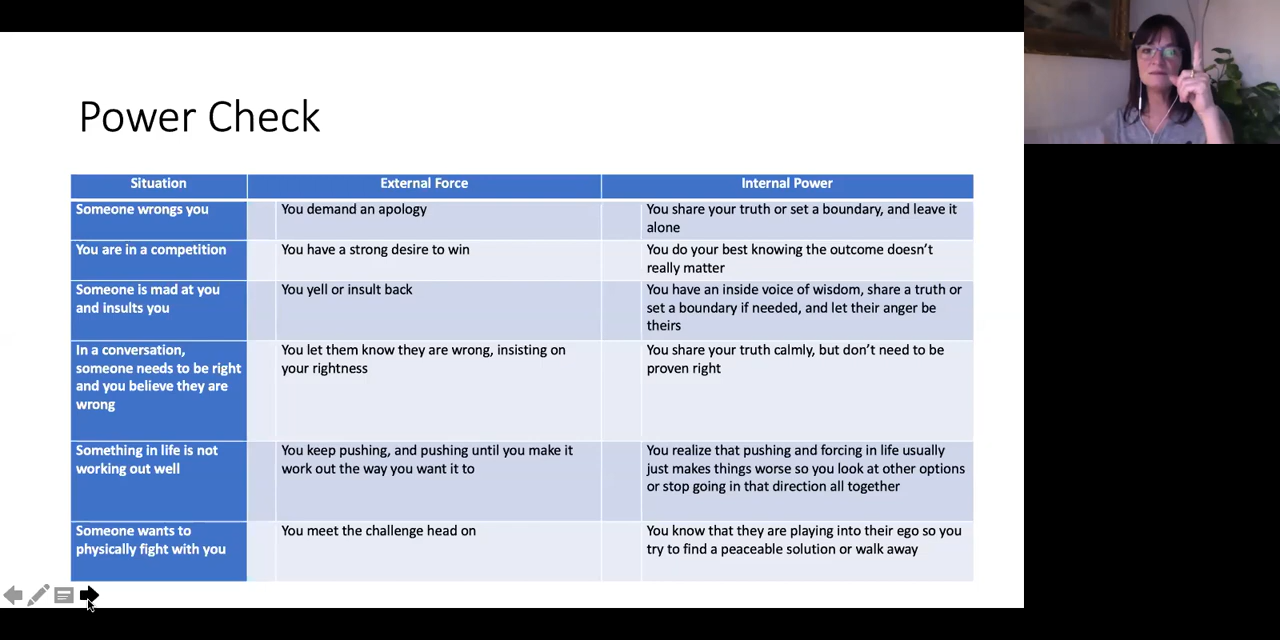 Power Check
Situation
External Force
Internal Power
Someone wrongs you
You demand an apology
You share your truth or set a boundary, and leave it
alone
You are in a competition
You have a strong desire to win
You do your best knowing the outcome doesn't
really matter
Someone is mad at you
and insults you
You yell or insult back
You have an inside voice of wisdom, share a truth or
set a boundary if needed, and let their anger be
theirs
In a conversation,
someone needs to be right
and you believe they are
wrong
You let them know they are wrong, insisting on
your rightness
You share your truth calmly, but don't need to be
proven right
Something in life is not
working out well
You keep pushing, and pushing until you make it
work out the way you want it to
You realize that pushing and forcing in life usually
just makes things worse so you look at other options
or stop going in that direction all together
Someone wants to
physically fight with you
You meet the challenge head on
You know that they are playing into their ego so you
try to find a peaceable solution or walk away